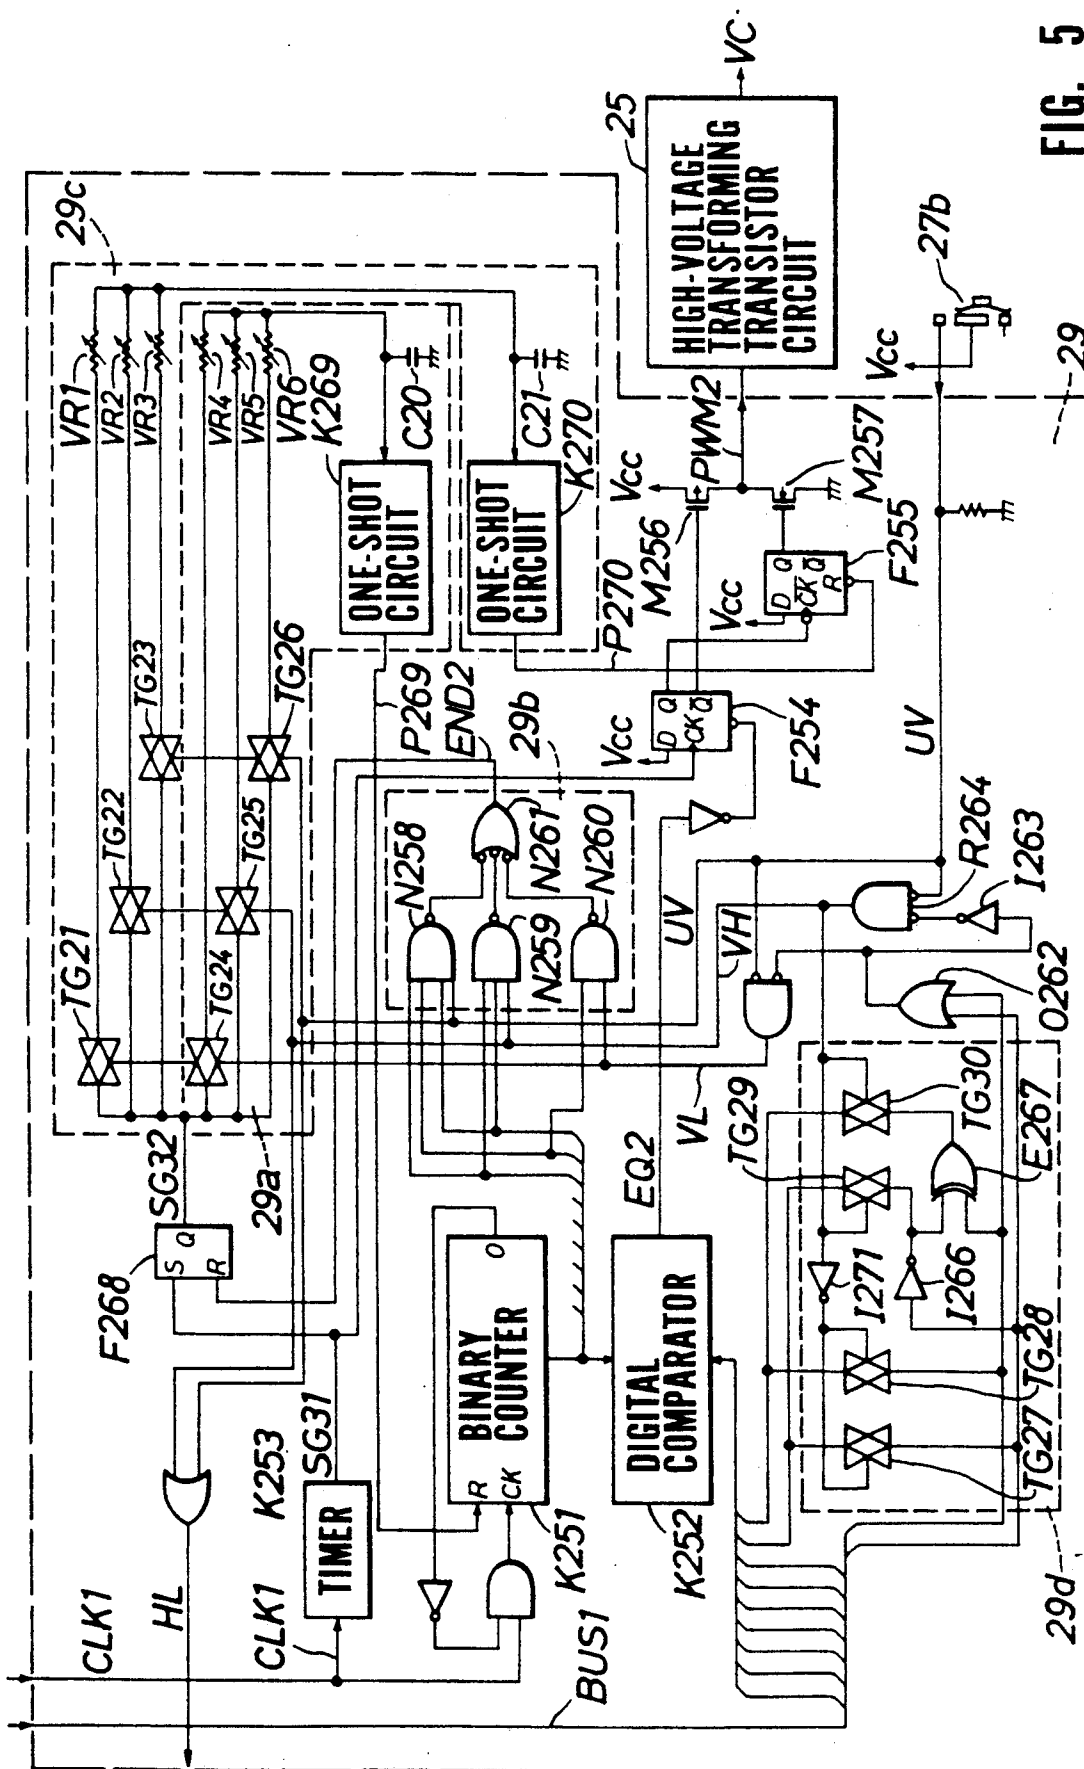 CLK1
HL
29c
VR1
VR2
VR3
VR4
VR5
VR6
K269
TG21
TG22
TG23
TG24
TG25
TG26
29a
SG32
S Q
R
F268
ONE-SHOT
CIRCUIT
C20
ONE-SHOT
CIRCUIT
C21
K270
P269
END2
29b
P270
K253
SG31
CLK1
TIMER
BINARY
COUNTER
R
CK
O
K251
DIGITAL
COMPARATOR
K252
EQ2
BUS1
N258
N259
N260
N261
UV
VH
VL
Vcc
D Q
CK Q
F254
Vcc
D Q
CK Q
R
F255
M256
Vcc
M257
PWM2
25
HIGH-VOLTAGE
TRANSFORMING
TRANSISTOR
CIRCUIT
VC
Vcc
27b
29
UV
R264
I263
O262
TG29
TG30
E267
I271
I266
TG28
TG27
29d
FIG. 5